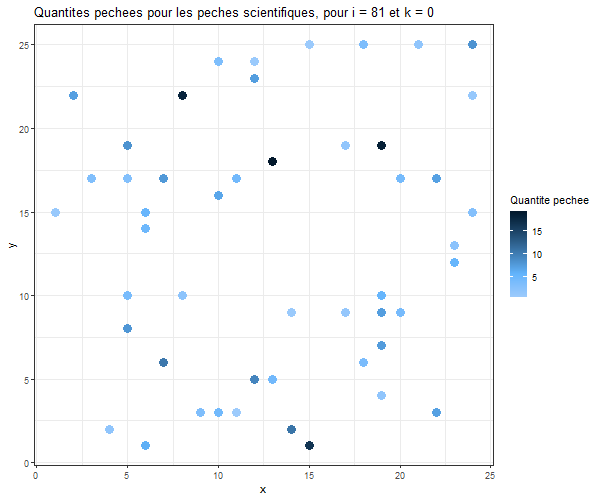 Quantites pechees pour les peches scientifiques, pour i = 81 et k = 0
25
20
15
10
5
0
y
0 5 10 15 20 25
x
Quantite pechee
15
10
5